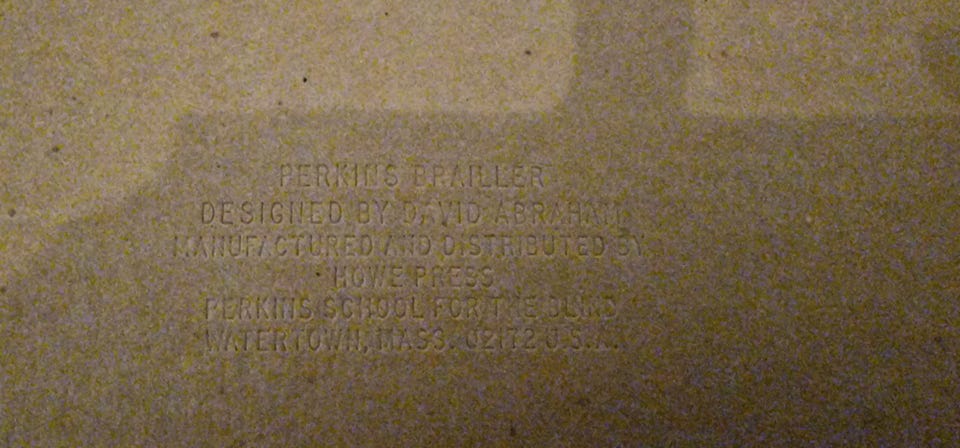 PERKINS BRAILLER
DESIGNED BY DAVID ABRAHAM
MANUFACTURED AND DISTRIBUTED BY
HOWE PRESS
PERKINS SCHOOL FOR THE BLIND
WATERTOWN, MASS. 02172 U.S.A.